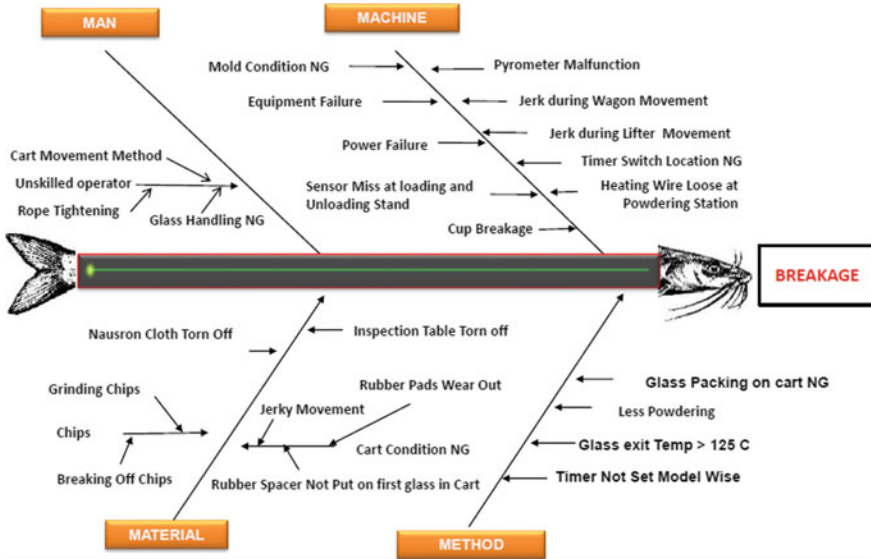 MAN
MACHINE
Mold Condition NG
Pyrometer Malfunction
Equipment Failure
Jerk during Wagon Movement
Jerk during Lifter Movement
Power Failure
Timer Switch Location NG
Sensor Miss at loading and
Unloading Stand
Heating Wire Loose at
Powdering Station
Cup Breakage
Cart Movement Method
Unskilled operator
Rope Tightening
Glass Handling NG
BREAKAGE
Nausron Cloth Torn Off
Inspection Table Torn off
Grinding Chips
Chips
Breaking Off Chips
Rubber Pads Wear Out
Jerky Movement
Cart Condition NG
Rubber Spacer Not Put on first glass in Cart
Glass Packing on cart NG
Less Powdering
Glass exit Temp > 125 C
Timer Not Set Model Wise
MATERIAL
METHOD